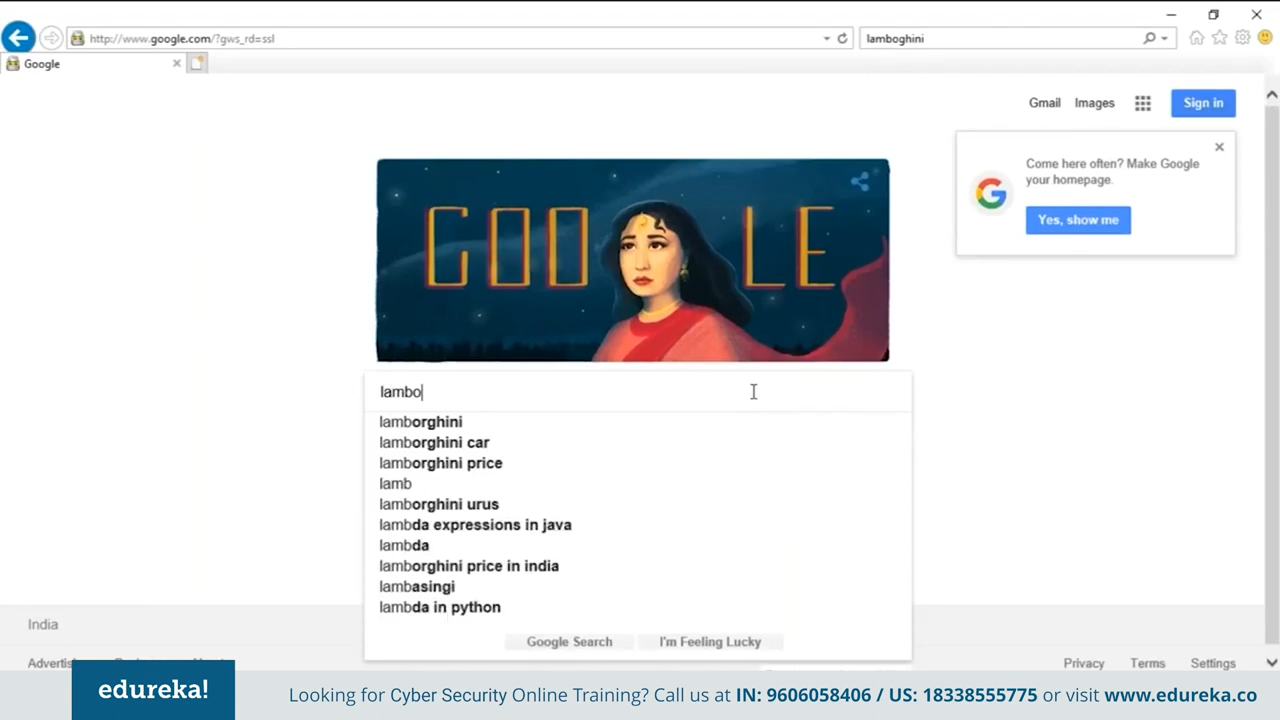 http://www.google.com/?gws_rd=ssl
lamboghini
Google
Gmail Images Sign in
Come here often? Make Google
your homepage.
Yes, show me
GOO LE
lambo
lamborghini
lamborghini car
lamborghini price
lamb
lamborghini urus
lambda expressions in java
lambda
lamborghini price in india
lambasingi
lambda in python
Google Search I'm Feeling Lucky
India
Privacy Terms Settings
edureka!
Looking for Cyber Security Online Training? Call us at IN: 9606058406 / US: 18338555775 or visit www.edureka.co